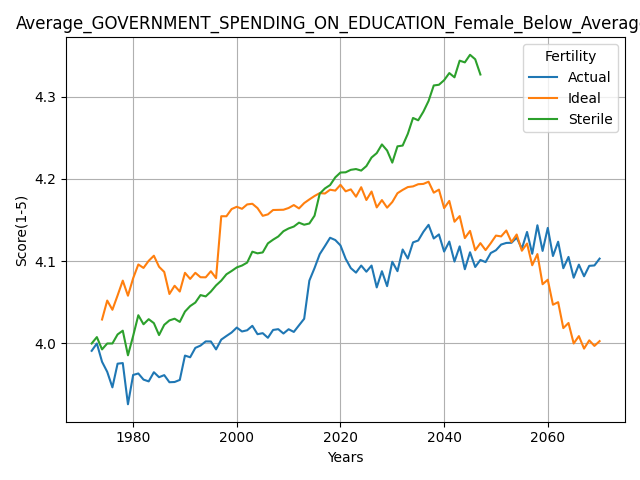 Average_GOVERNMENT_SPENDING_ON_EDUCATION_Female_Below_Average
Fertility
Actual
Ideal
Sterile
4.3
4.2
4.1
4.0
Score(1-5)
1980 2000 2020 2040 2060
Years